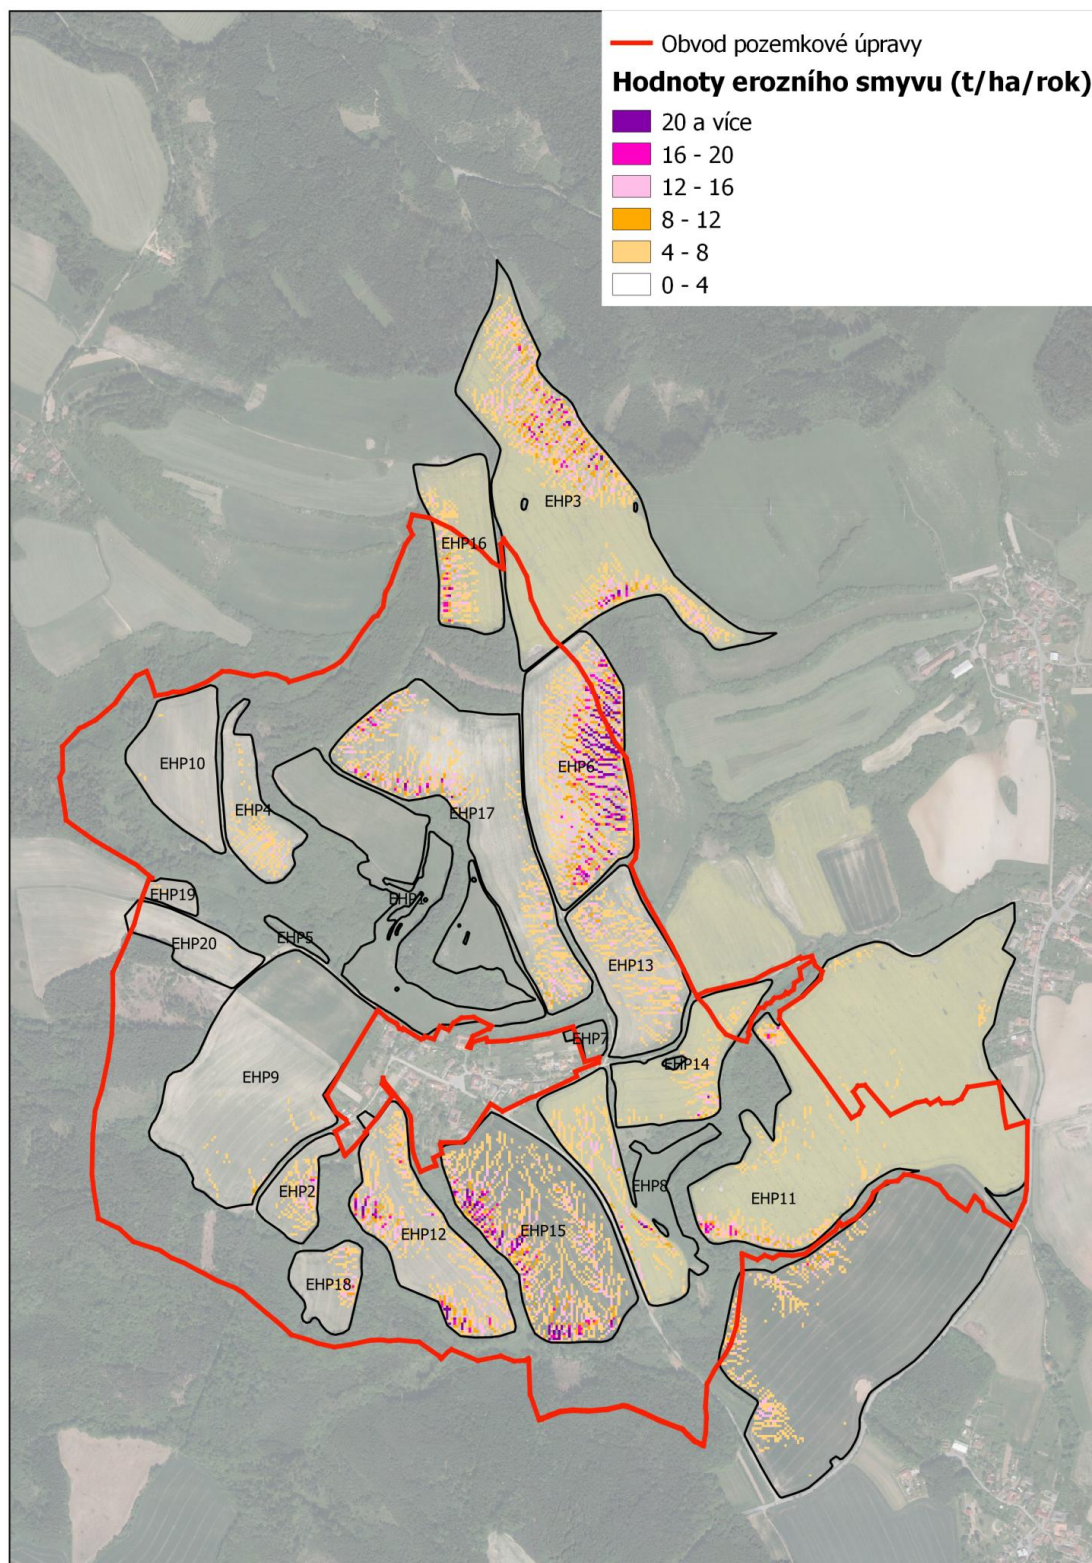 Obvod pozemkové úpravy
Hodnoty erozního smyvu (t/ha/rok)
20 a více
16 - 20
12 - 16
8 - 12
4 - 8
0 - 4
EHP3
EHP16
EHP10
EHP6
EHP4
EHP17
EHP19
EHP1
EHP5
EHP20
EHP13
EHP7
EHP14
EHP9
EHP8
EHP2
EHP11
EHP12
EHP15
EHP18